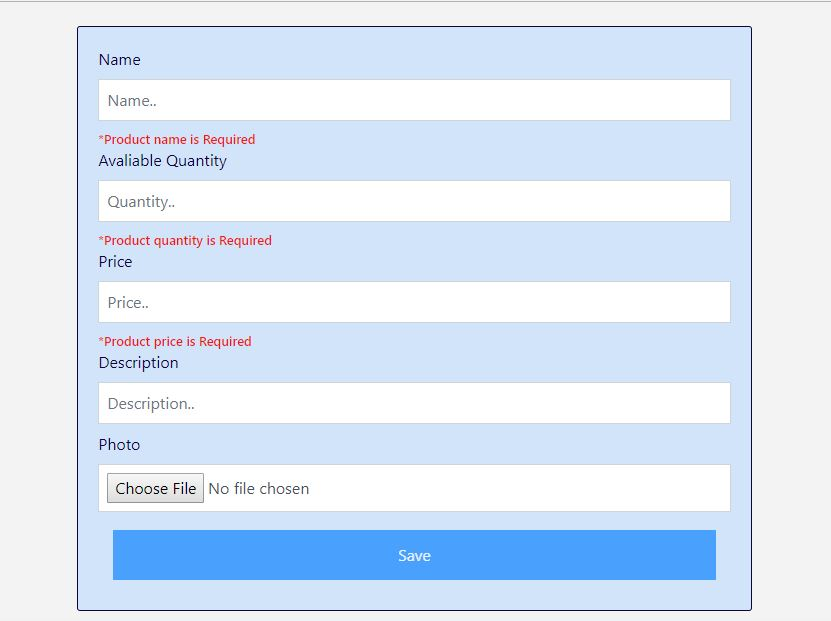 Name
Name..
*Product name is Required
Avaliable Quantity
Quantity..
*Product quantity is Required
Price
Price..
*Product price is Required
Description
Description..
Photo
Choose File No file chosen
Save